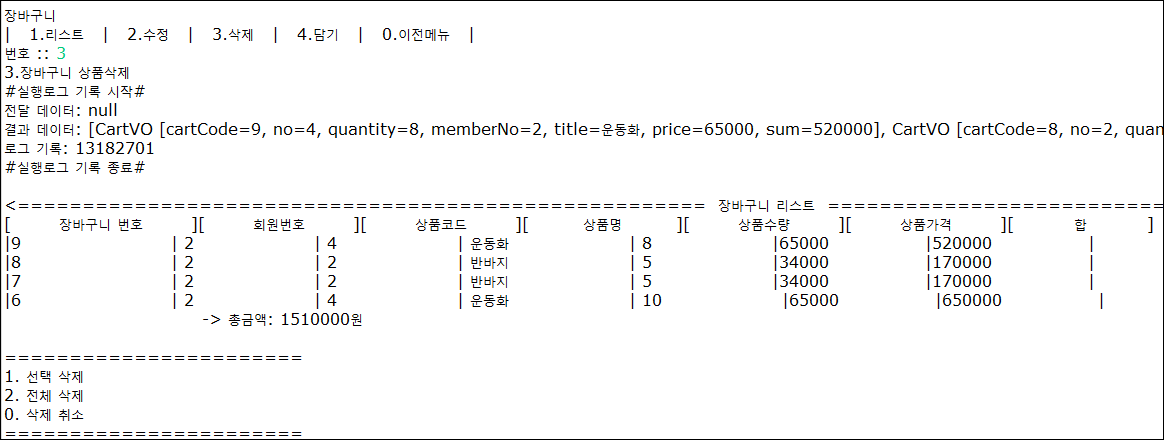 장바구니
| 1.리스트 | 2.수정 | 3.삭제 | 4.담기 | 0.이전메뉴 |
번호 :: 3
3.장바구니 상품삭제
#실행로그 기록 시작#
전달 데이터: null
결과 데이터: [CartVO [cartCode=9, no=4, quantity=8, memberNo=2, title=운동화, price=65000, sum=520000], CartVO [cartCode=8, no=2, quan
로그 기록: 13182701
#실행로그 기록 종료#
<===================================================== 장바구니 리스트 ==========================
[ 장바구니 번호 ][ 회원번호 ][ 상품코드 ][ 상품명 ][ 상품수량 ][ 상품가격 ][ 합 ]
|9 | 2 | 4 | 운동화 | 8 |65000 |520000 |
|8 | 2 | 2 | 반바지 | 5 |34000 |170000 |
|7 | 2 | 2 | 반바지 | 5 |34000 |170000 |
|6 | 2 | 4 | 운동화 | 10 |65000 |650000 |
-> 총금액: 1510000원
=======================
1. 선택 삭제
2. 전체 삭제
0. 삭제 취소
=======================